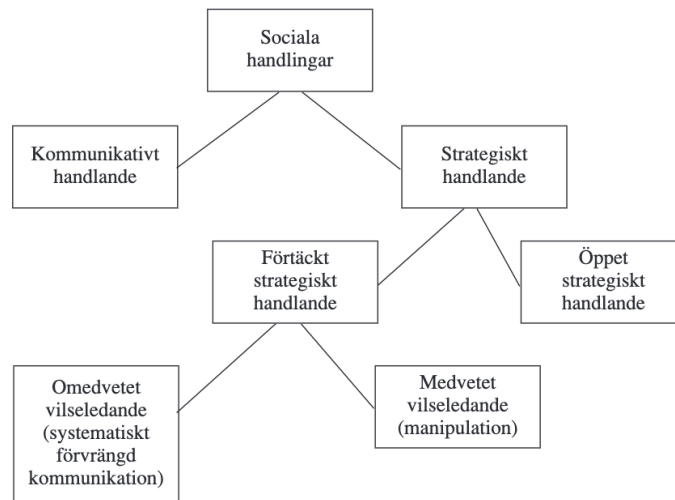 Sociala
handlingar
Kommunikativt
handlande
Strategiskt
handlande
Förtäckt
strategiskt
handlande
Öppet
strategiskt
handlande
Omedvetet
vilseledande
(systematiskt
förvrängd
kommunikation)
Medvetet
vilseledande
(manipulation)